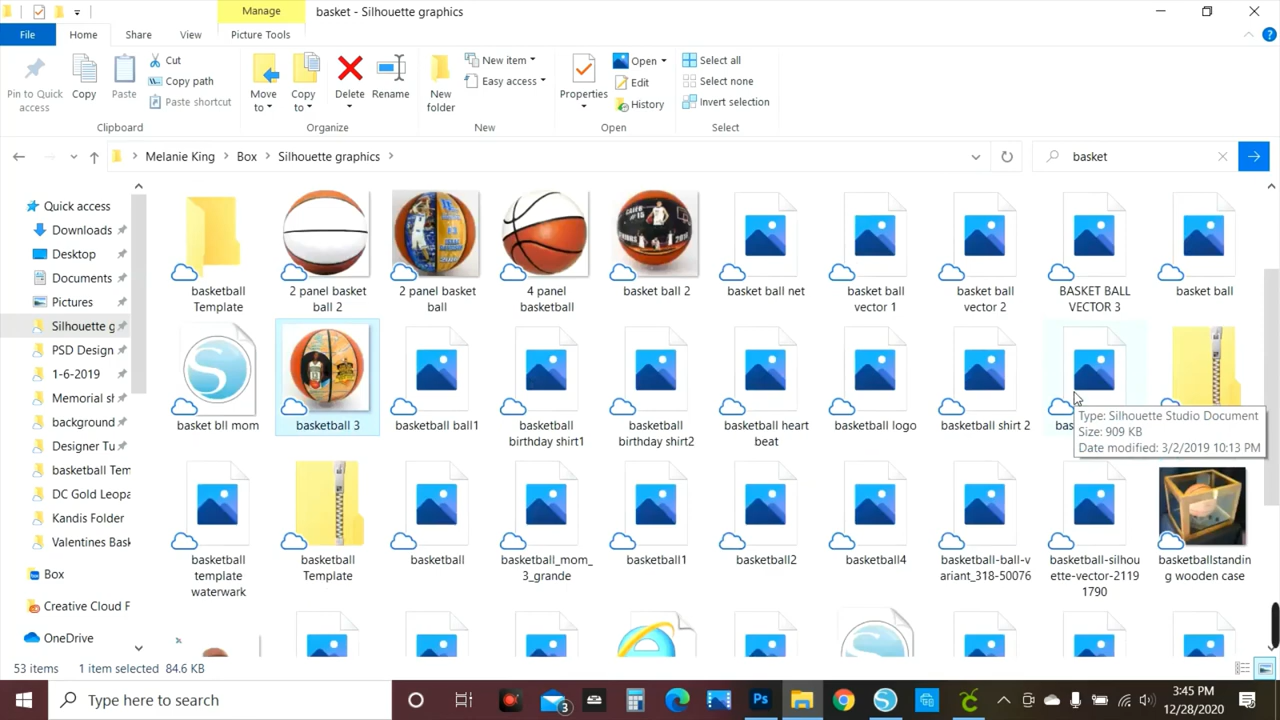 Manage
basket - Silhouette graphics
File
Home
Share
View
Picture Tools
Pin to Quick access
Copy
Paste
Cut
Copy path
Paste shortcut
Move to
Copy to
Delete
Rename
New folder
New item
Easy access
Properties
Open
Edit
History
Select all
Select none
Invert selection
Clipboard
Organize
New
Open
Select
Melanie King
Box
Silhouette graphics
basket
Quick access
Downloads
Desktop
Documents
Pictures
Silhouette g
PSD Design
1-6-2019
Memorial sh
background
Designer Tu
basketball Tem
DC Gold Leopa
Kandis Folder
Valentines Bask
Box
Creative Cloud F
OneDrive
basketball Template
2 panel basket ball 2
2 panel basket ball
4 panel basketball
basket ball 2
basket ball net
basket ball vector 1
basket ball vector 2
BASKET BALL VECTOR 3
basket ball
basket bll mom
basketball 3
basketball ball1
basketball birthday shirt1
basketball birthday shirt2
basketball heart beat
basketball logo
basketball shirt 2
Type: Silhouette Studio Document
Size: 909 KB
Date modified: 3/2/2019 10:13 PM
basketball template waterwark
basketball Template
basketball
basketball_mom_3_grande
basketball1
basketball2
basketball4
basketball-ball-variant_318-50076
basketball-silhouette-vector-21191790
basketballstanding wooden case
53 items
1 item selected
84.6 KB
Type here to search
3
Ps
3:45 PM
12/28/2020